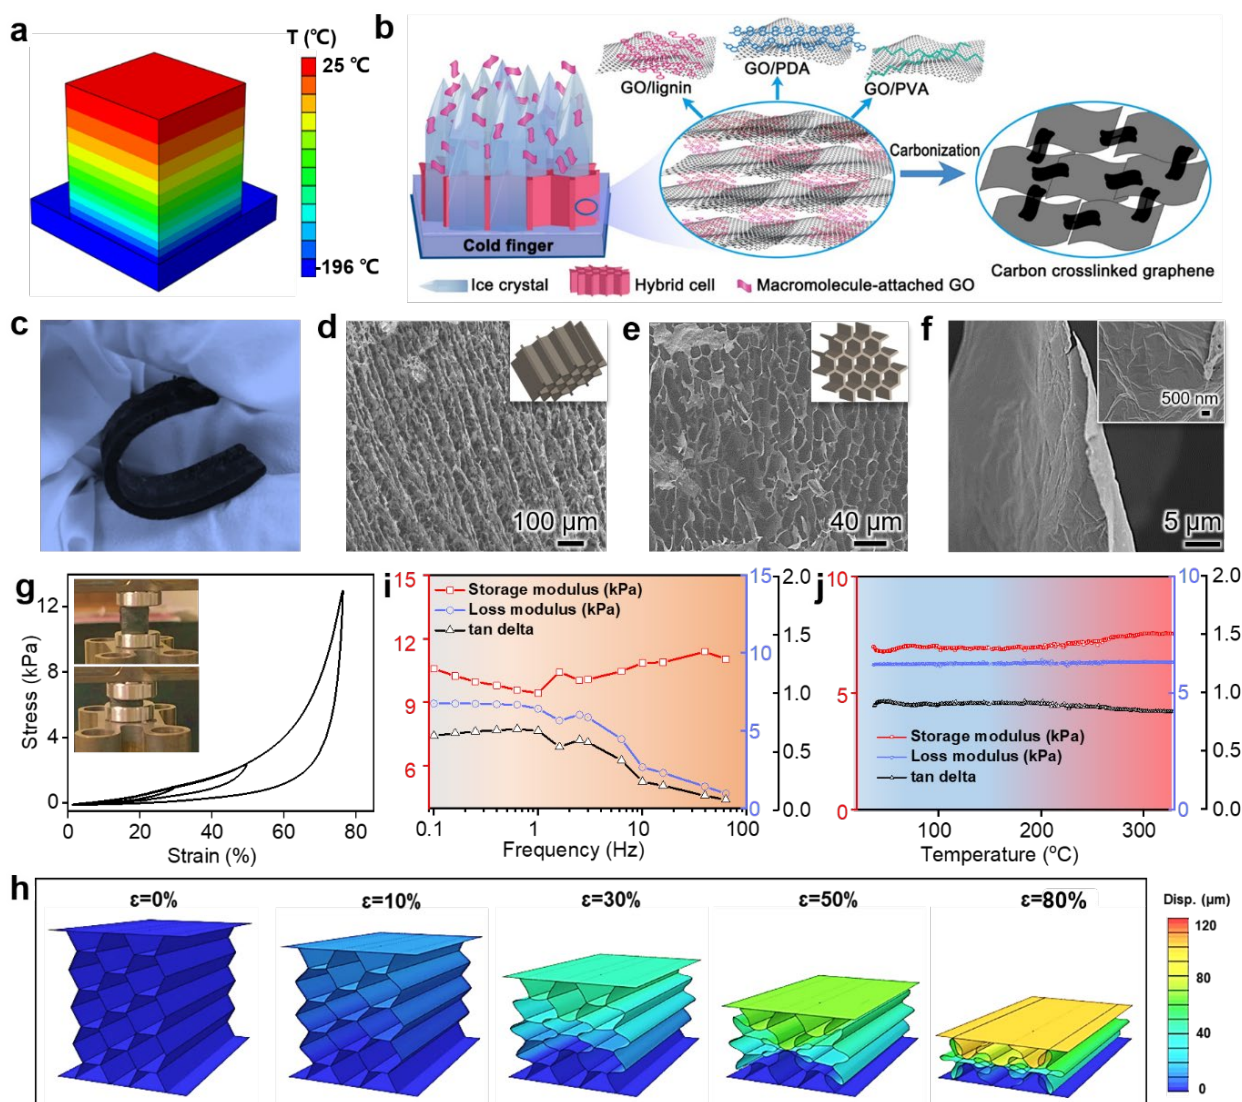 a
T (℃)
25 ℃
-196 ℃
b
GO/lignin
GO/PDA
GO/PVA
Carbonization
Cold finger
Carbon crosslinked graphene
Ice crystal
Hybrid cell
Macromolecule-attached GO
c
d
100 µm
e
40 µm
f
500 nm
5 µm
g
12
8
4
0
Stress (kPa)
0 20 40 60 80
Strain (%)
i
15
12
9
6
Storage modulus (kPa)
Loss modulus (kPa)
tan delta
15
10
5
0
2.0
1.5
1.0
0.5
0.0
0.1 1 10 100
Frequency (Hz)
j
10
5
0
Storage modulus (kPa)
Loss modulus (kPa)
tan delta
10
5
0
2.0
1.5
1.0
0.5
0.0
100 200 300
Temperature (ºC)
h
ε=0% ε=10% ε=30% ε=50% ε=80%
Disp. (µm)
120
80
40
0